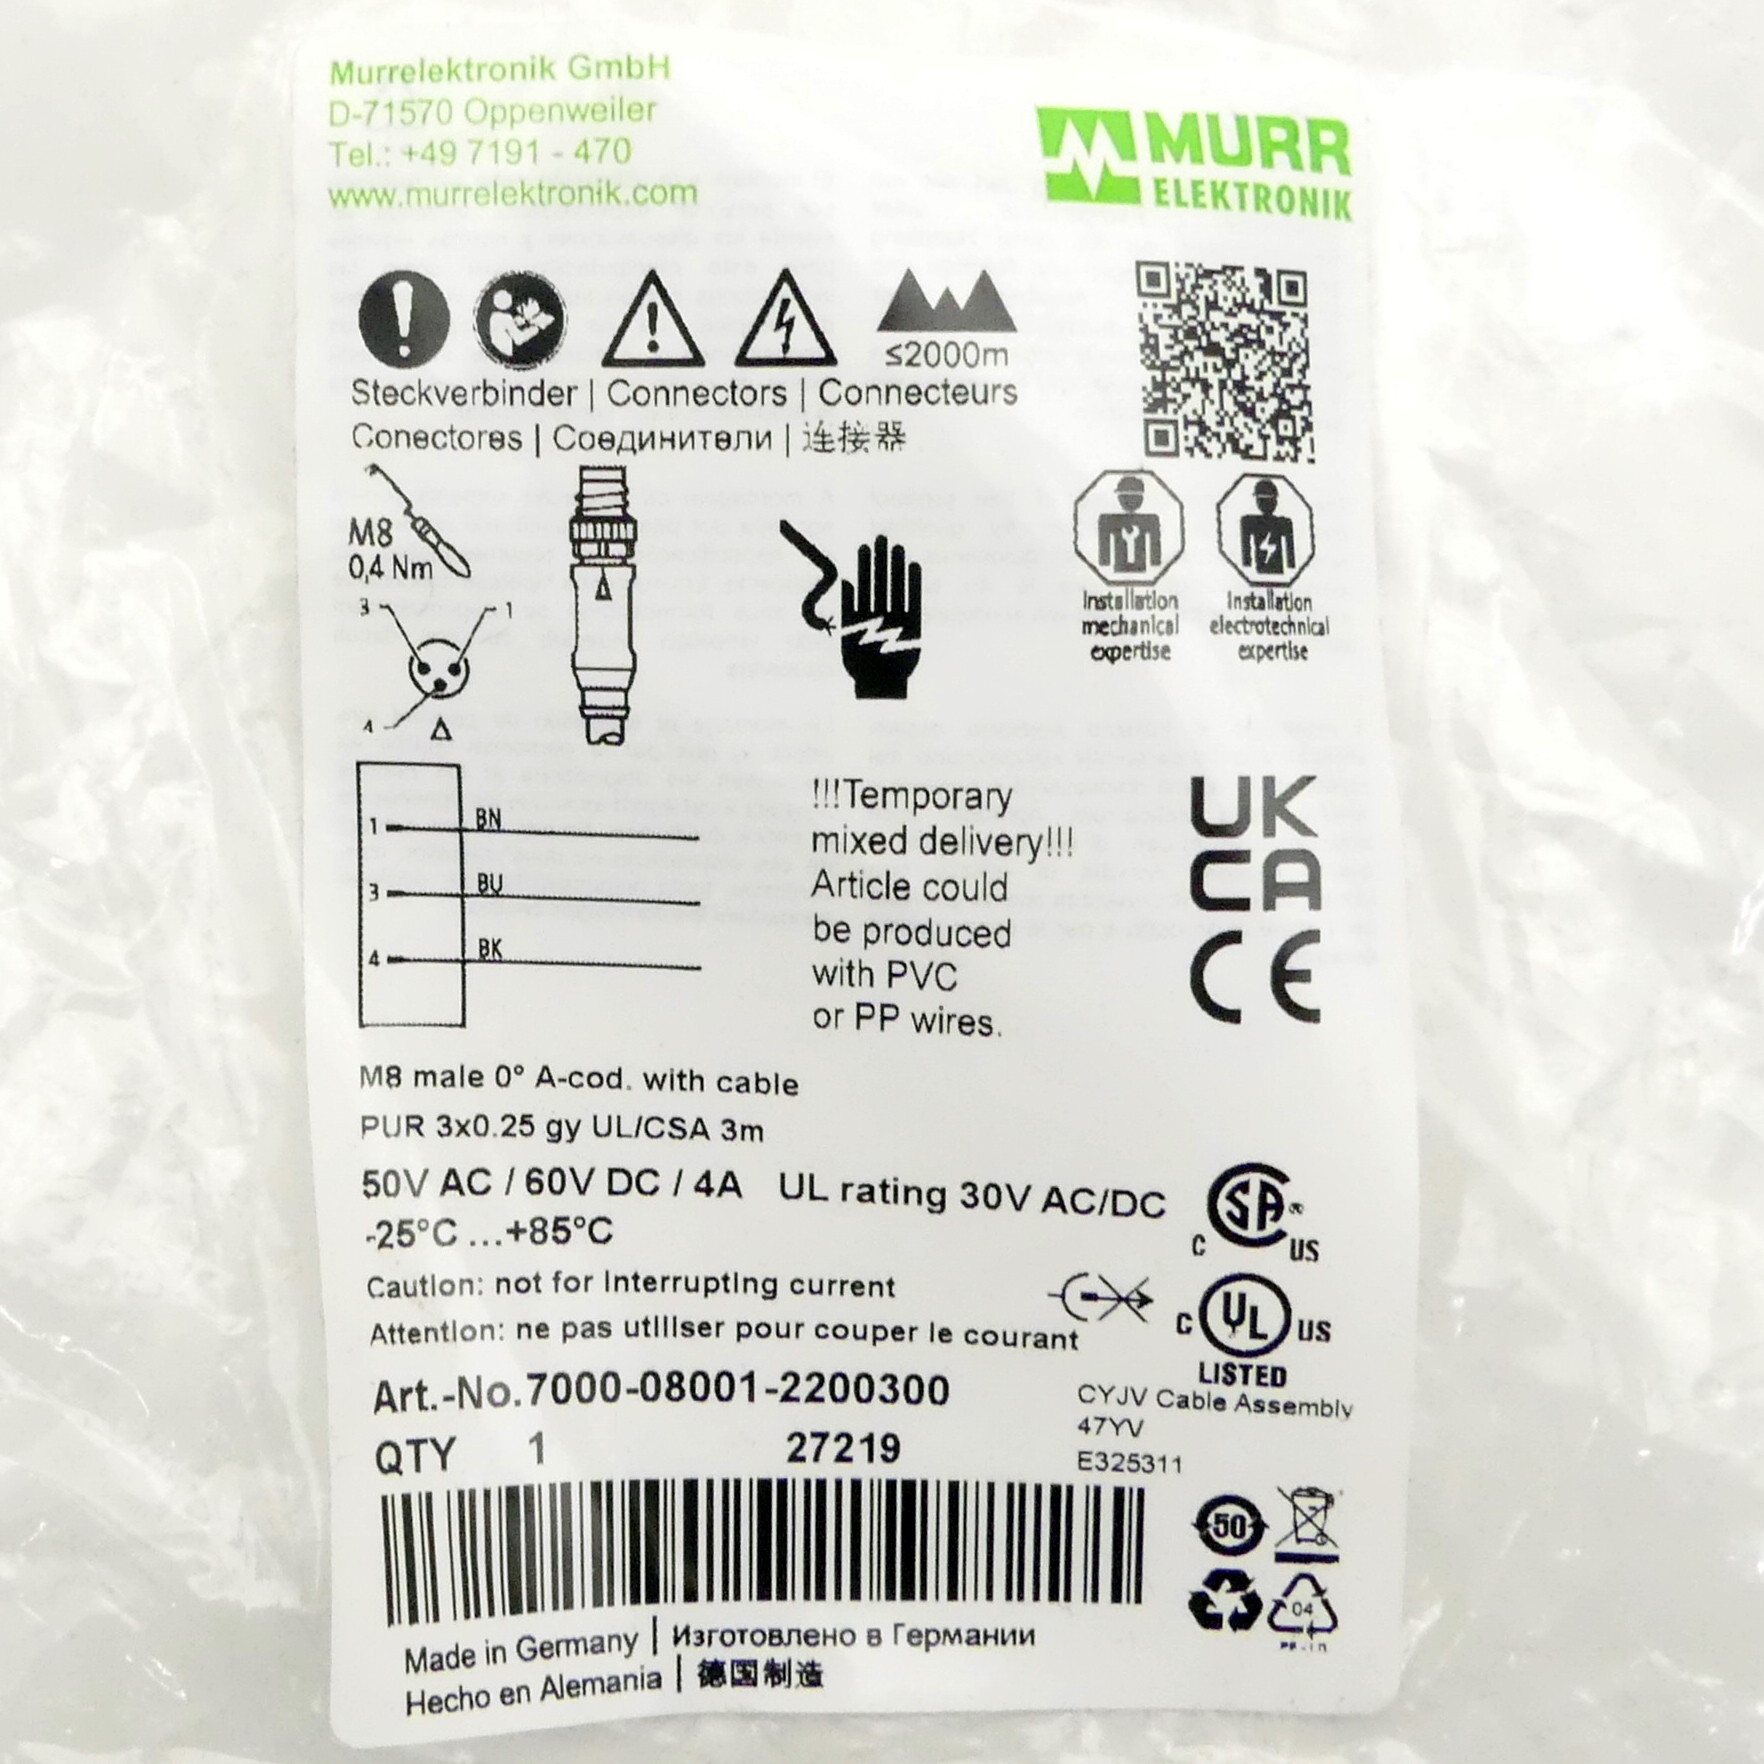 Murrelektronik GmbH
D-71570 Oppenweiler
Tel.: +49 7191 - 470
www.murrelektronik.com
MURR
ELEKTRONIK
≤2000m
Steckverbinder | Connectors | Connecteurs
Conectores | Соединители | 连接器
M8
0,4 Nm
3 1
4
Installation
mechanical
expertise
Installation
electrotechnical
expertise
1 BN
3 BU
4 BK
!!!Temporary
mixed delivery!!!
Article could
be produced
with PVC
or PP wires.
UK
CA
CE
M8 male 0° A-cod. with cable
PUR 3x0.25 gy UL/CSA 3m
50V AC / 60V DC / 4A UL rating 30V AC/DC
-25°C ...+85°C
Caution: not for interrupting current
Attention: ne pas utiliser pour couper le courant
C SA ® US
C UL US
LISTED
CYJV Cable Assembly
47YV
E325311
Art.-No.7000-08001-2200300
QTY 1 27219
50
04
Made in Germany | Изготовлено в Германии
Hecho en Alemania | 德国制造